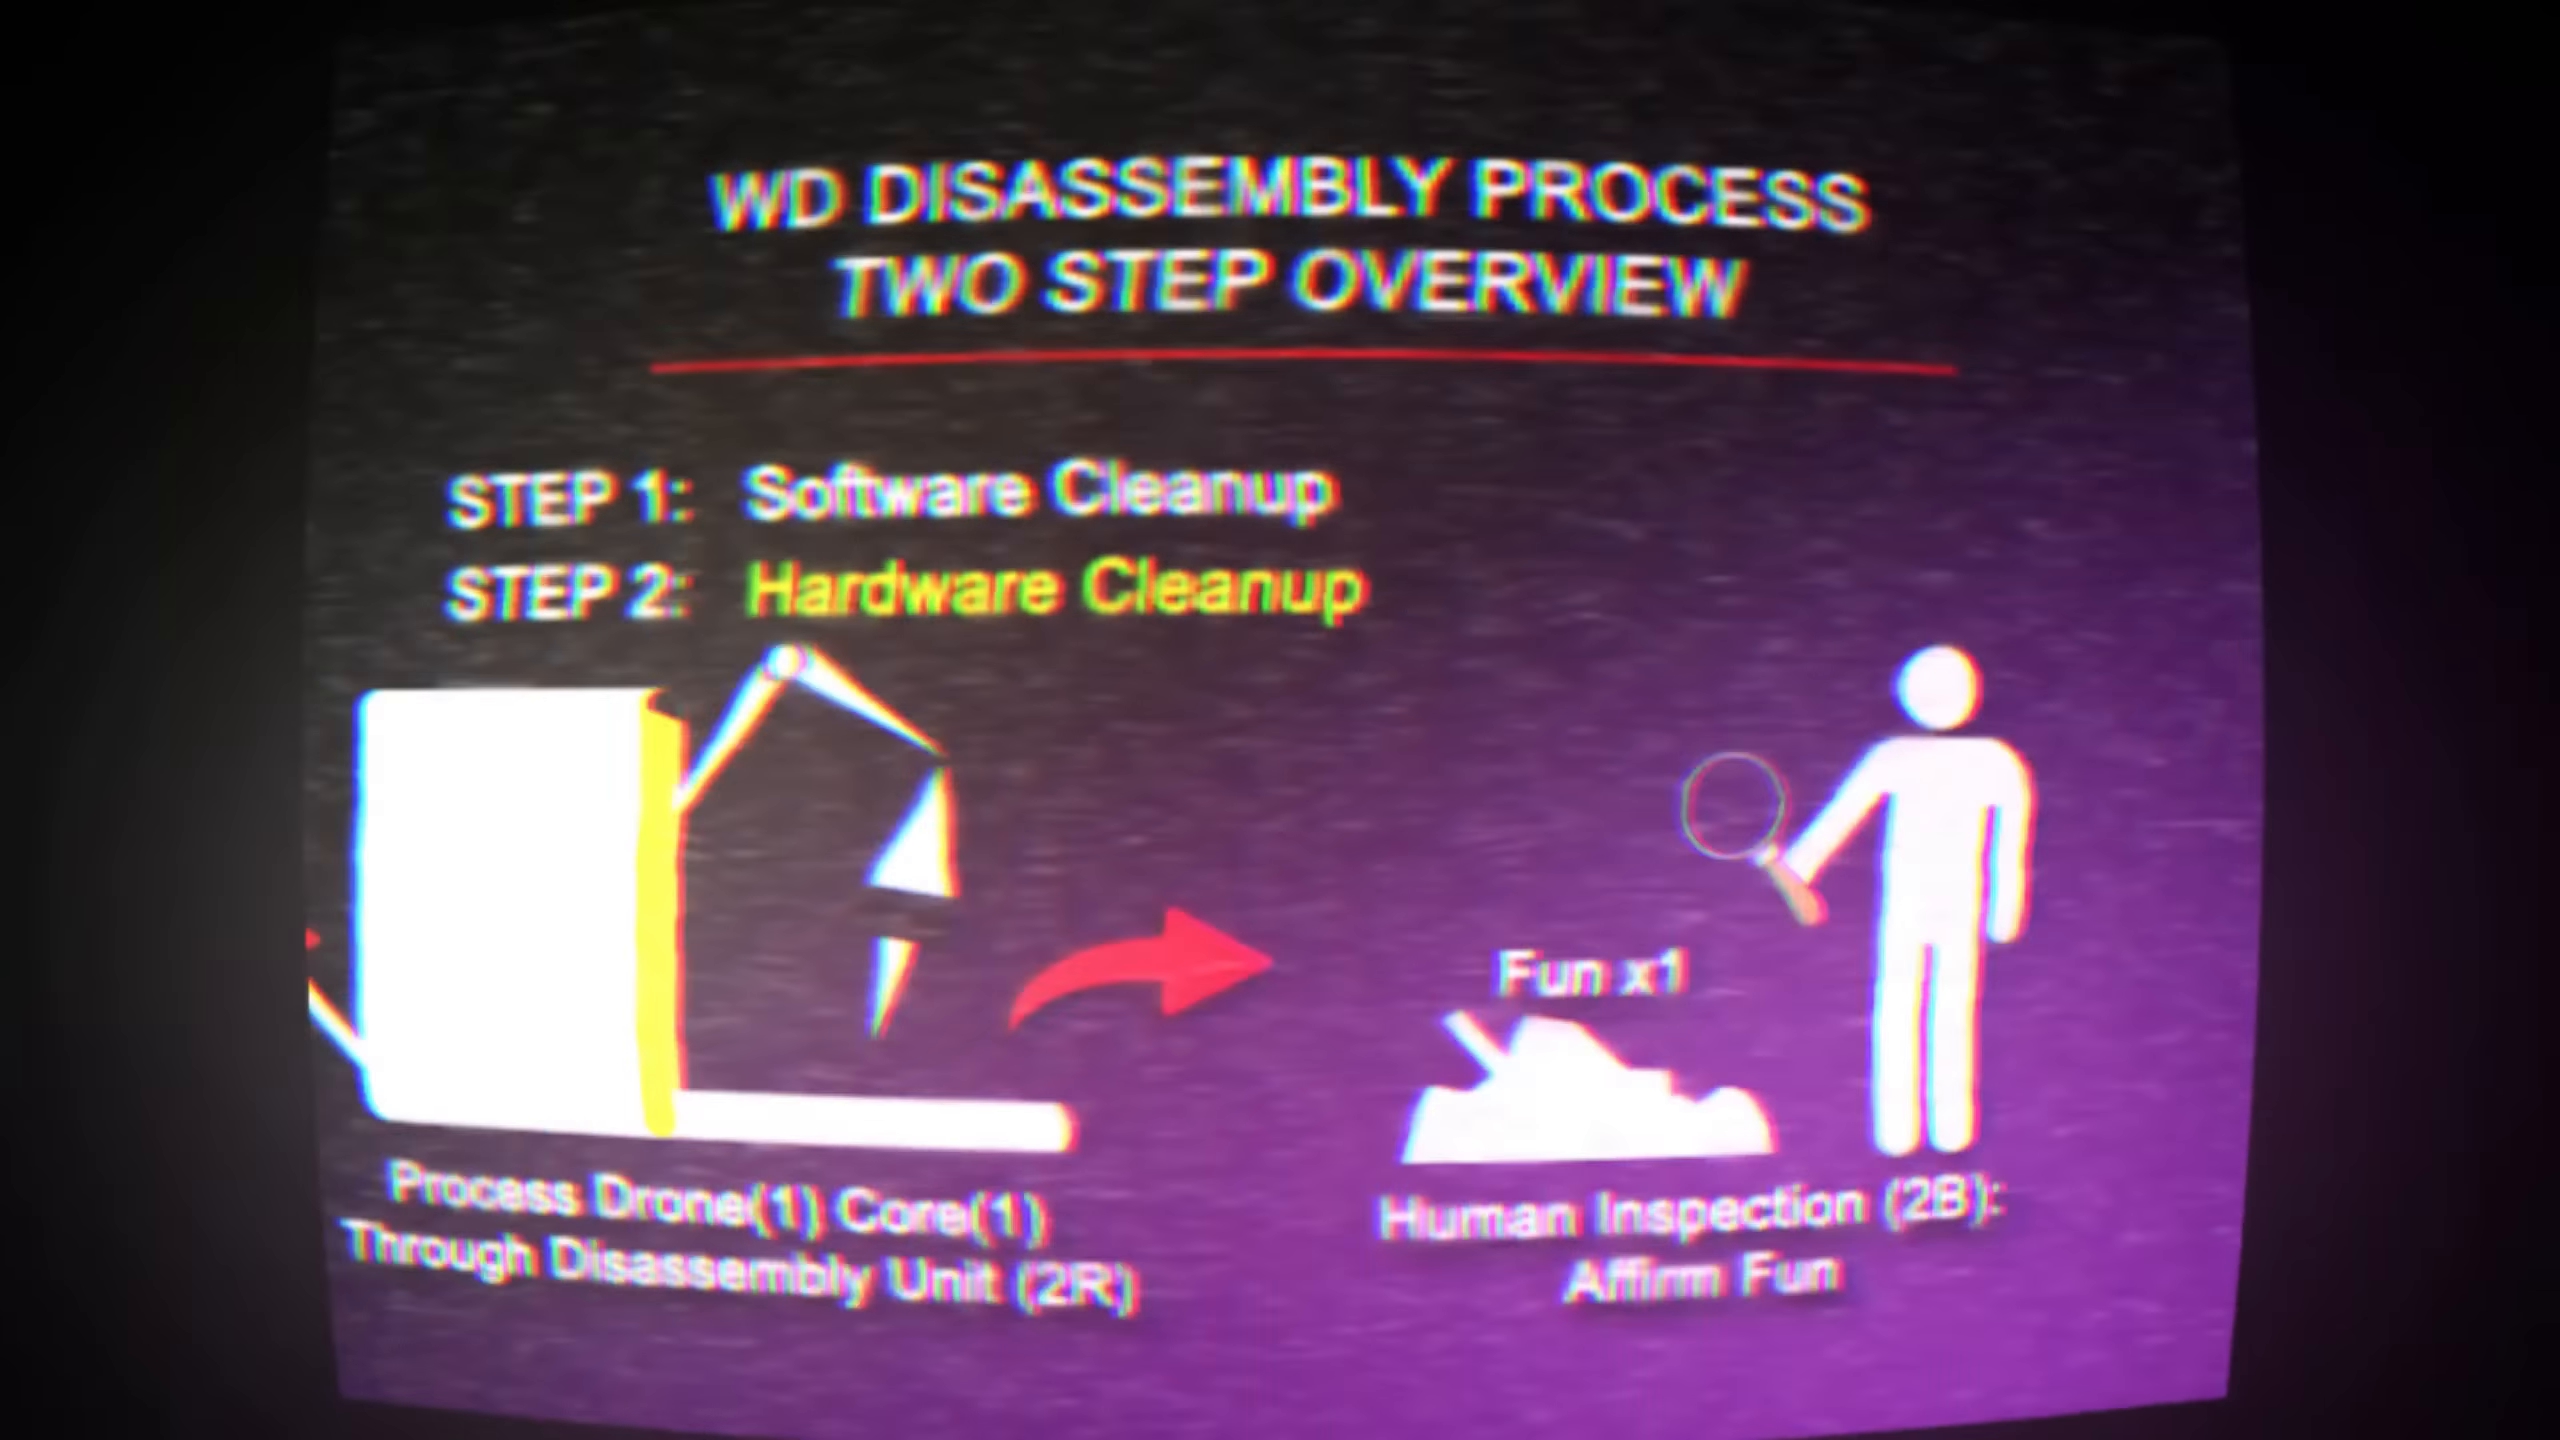 WD DISASSEMBLY PROCESS
TWO STEP OVERVIEW
STEP 1: Software Cleanup
STEP 2: Hardware Cleanup
Fun x1
Process Drone(1) Core(1)
Through Disassembly Unit (2R)
Human Inspection (2B):
Affirm Fun